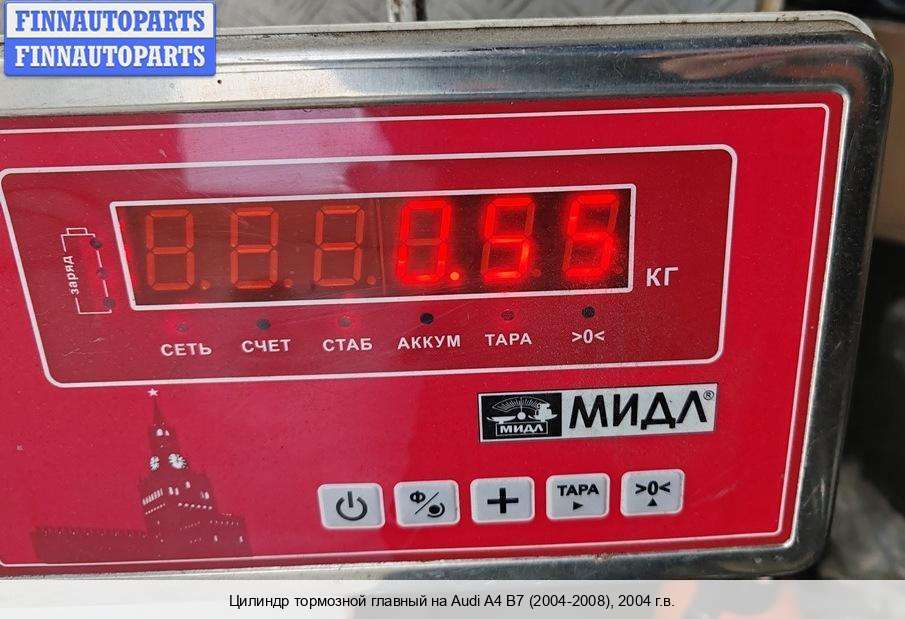 FINNAUTOPARTS
FINNAUTOPARTS
заряд
0.55
КГ
СЕТЬ СЧЕТ СТАБ АККУМ ТАРА >0<
МИДЛ МИДЛ®
Ф ТАРА >0<
Цилиндр тормозной главный на Audi A4 B7 (2004-2008), 2004 г.в.